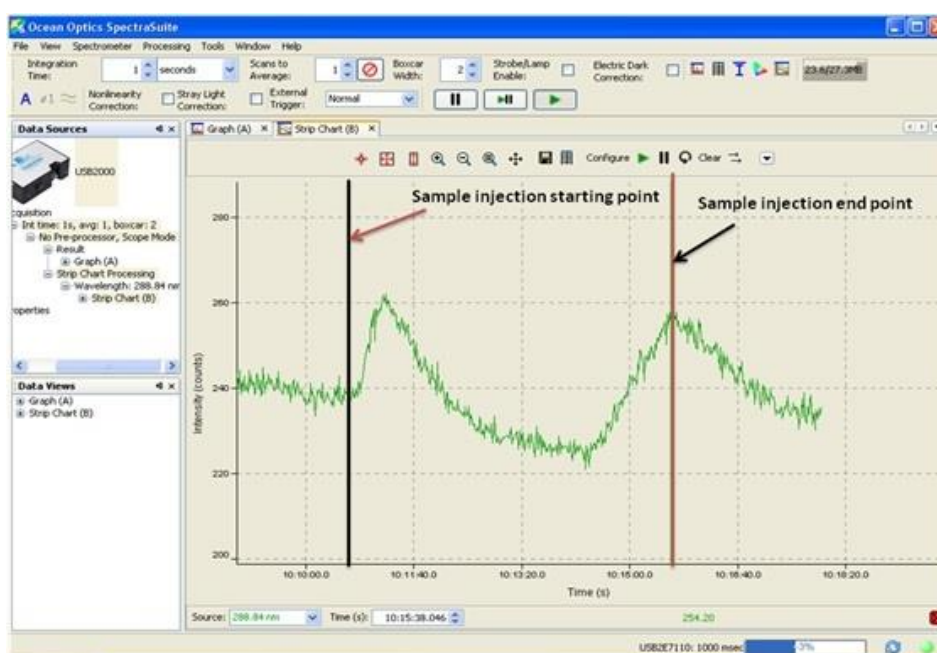 Ocean Optics SpectraSuite
File View Spectrometer Processing Tools Window Help
Integration Time: 1 seconds Scans to Average: 1 Boxcar Width: 2 Strobe/Lamp Enable: Electric Dark Correction: 23.6/27.3MB
Nonlinearity Correction: Stray Light Correction: External Trigger: Normal
Data Sources
Graph (A) Strip Chart (B)
USB2000
cquisition
Int time: 1s, avg: 1, boxcar: 2
No Pre-processor, Scope Mode
Result
Graph (A)
Strip Chart Processing
Wavelength: 288.84 nm
Strip Chart (B)
operties
Data Views
Graph (A)
Strip Chart (B)
Configure Clear
Sample injection starting point
Sample injection end point
280
260
240
220
200
Intensity (counts)
10:10:00.0 10:11:40.0 10:13:20.0 10:15:00.0 10:16:40.0 10:18:20.0
Time (s)
Source: 288.84 nm Time (s): 10:15:38.046 254.20
USB2E7110: 1000 msec